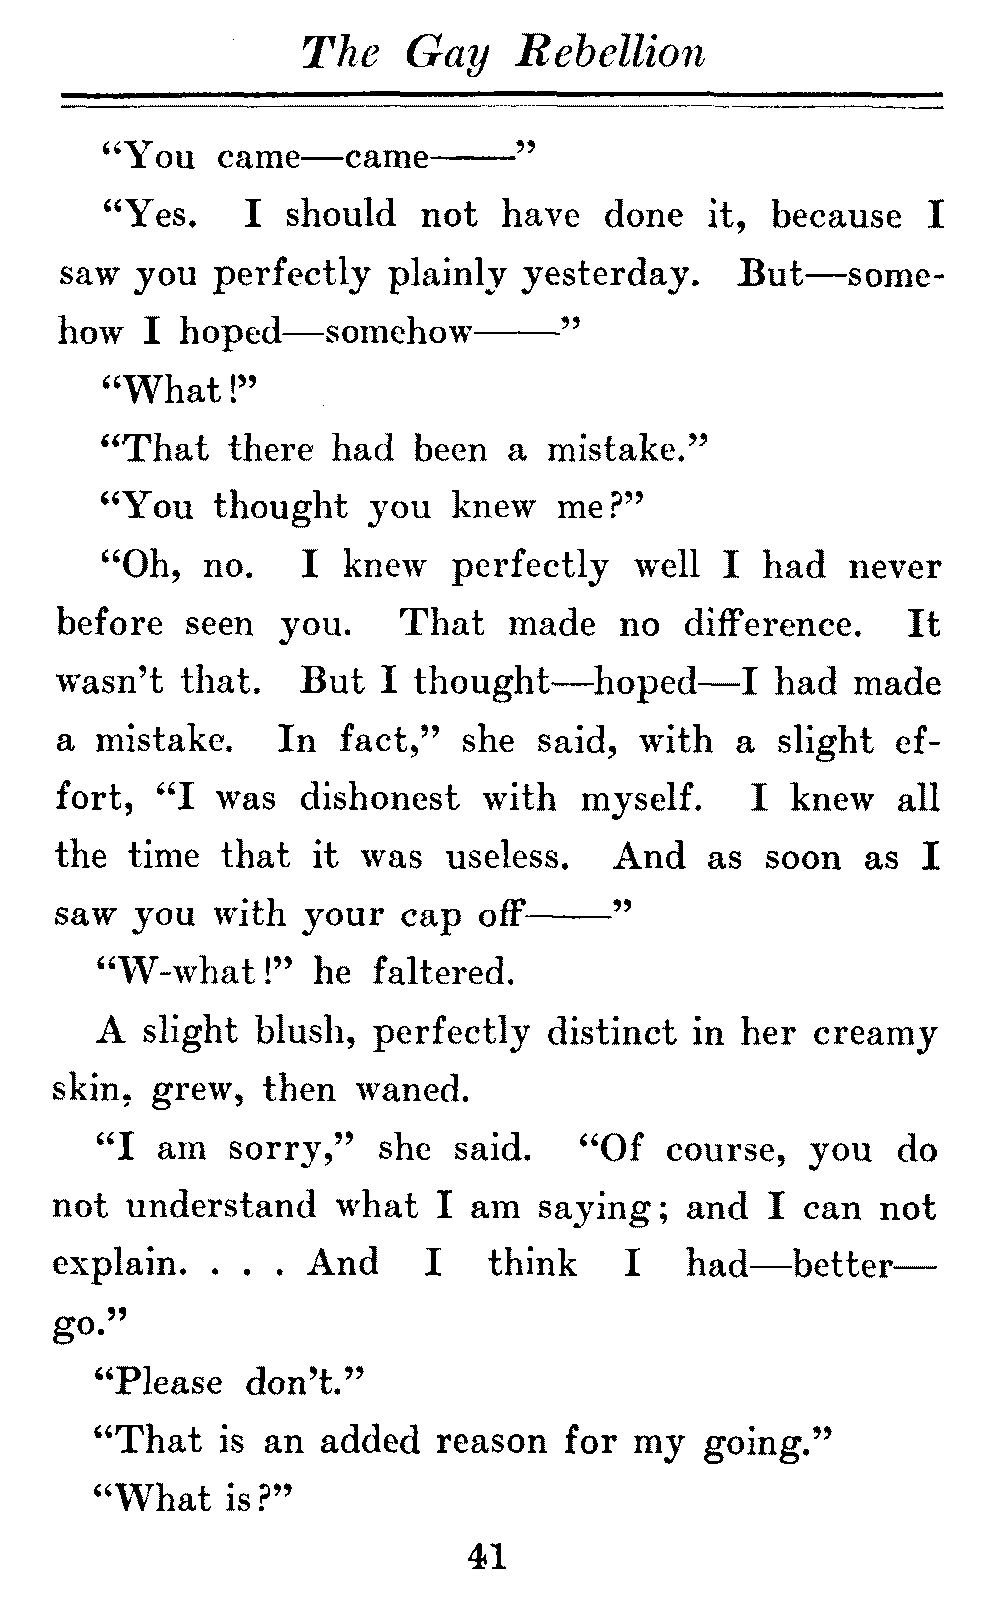 The Gay Rebellion
“You came—came——”
“Yes. I should not have done it, because I
saw you perfectly plainly yesterday. But—some-
how I hoped—somehow——”
“What!”
“That there had been a mistake.”
“You thought you knew me?”
“Oh, no. I knew perfectly well I had never
before seen you. That made no difference. It
wasn’t that. But I thought—hoped—I had made
a mistake. In fact,” she said, with a slight ef-
fort, “I was dishonest with myself. I knew all
the time that it was useless. And as soon as I
saw you with your cap off——”
“W-what!” he faltered.
A slight blush, perfectly distinct in her creamy
skin, grew, then waned.
“I am sorry,” she said. “Of course, you do
not understand what I am saying; and I can not
explain. . . . And I think I had—better—
go.”
“Please don’t.”
“That is an added reason for my going.”
“What is?”
41